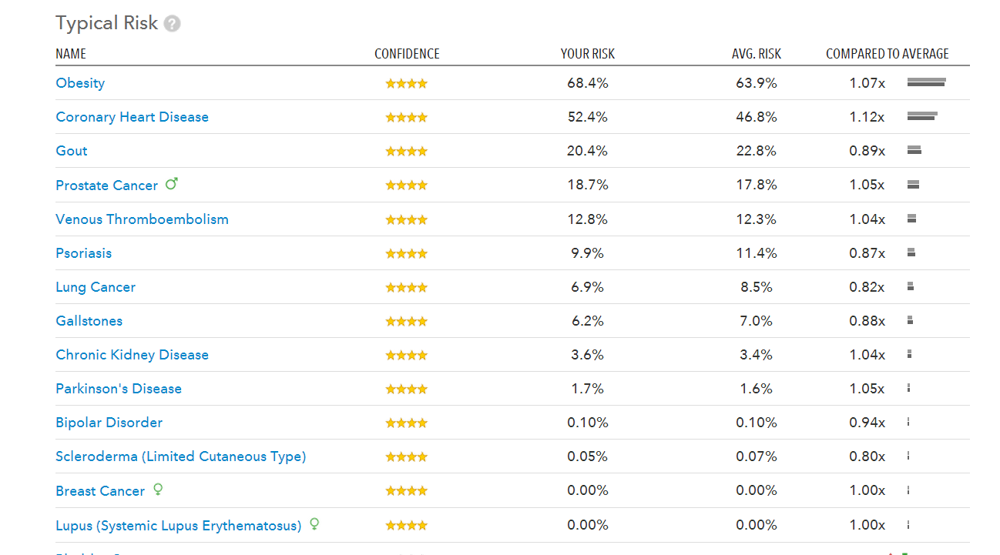 Typical Risk ?
NAME CONFIDENCE YOUR RISK AVG. RISK COMPARED TO AVERAGE
Obesity 68.4% 63.9% 1.07x
Coronary Heart Disease 52.4% 46.8% 1.12x
Gout 20.4% 22.8% 0.89x
Prostate Cancer 18.7% 17.8% 1.05x
Venous Thromboembolism 12.8% 12.3% 1.04x
Psoriasis 9.9% 11.4% 0.87x
Lung Cancer 6.9% 8.5% 0.82x
Gallstones 6.2% 7.0% 0.88x
Chronic Kidney Disease 3.6% 3.4% 1.04x
Parkinson's Disease 1.7% 1.6% 1.05x
Bipolar Disorder 0.10% 0.10% 0.94x
Scleroderma (Limited Cutaneous Type) 0.05% 0.07% 0.80x
Breast Cancer 0.00% 0.00% 1.00x
Lupus (Systemic Lupus Erythematosus) 0.00% 0.00% 1.00x